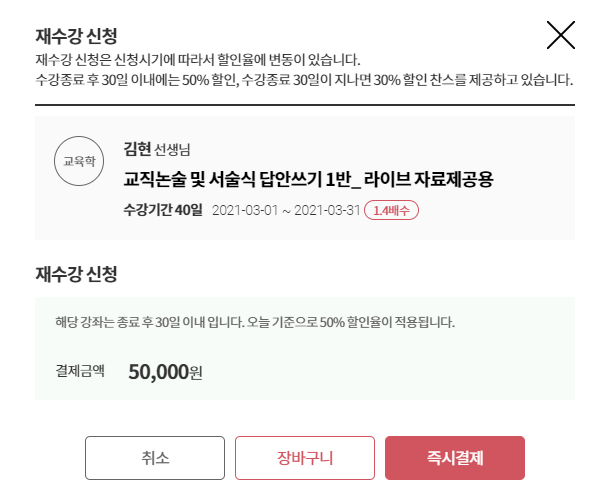 재수강 신청
재수강 신청은 신청시기에 따라서 할인율에 변동이 있습니다.
수강종료 후 30일 이내에는 50% 할인, 수강종료 30일이 지나면 30% 할인 찬스를 제공하고 있습니다.
교육학
김현 선생님
교직논술 및 서술식 답안쓰기 1반_ 라이브 자료제공용
수강기간 40일 2021-03-01 ~ 2021-03-31 1.4배수
재수강 신청
해당 강좌는 종료 후 30일 이내 입니다. 오늘 기준으로 50% 할인율이 적용됩니다.
결제금액 50,000원
취소 장바구니 즉시결제